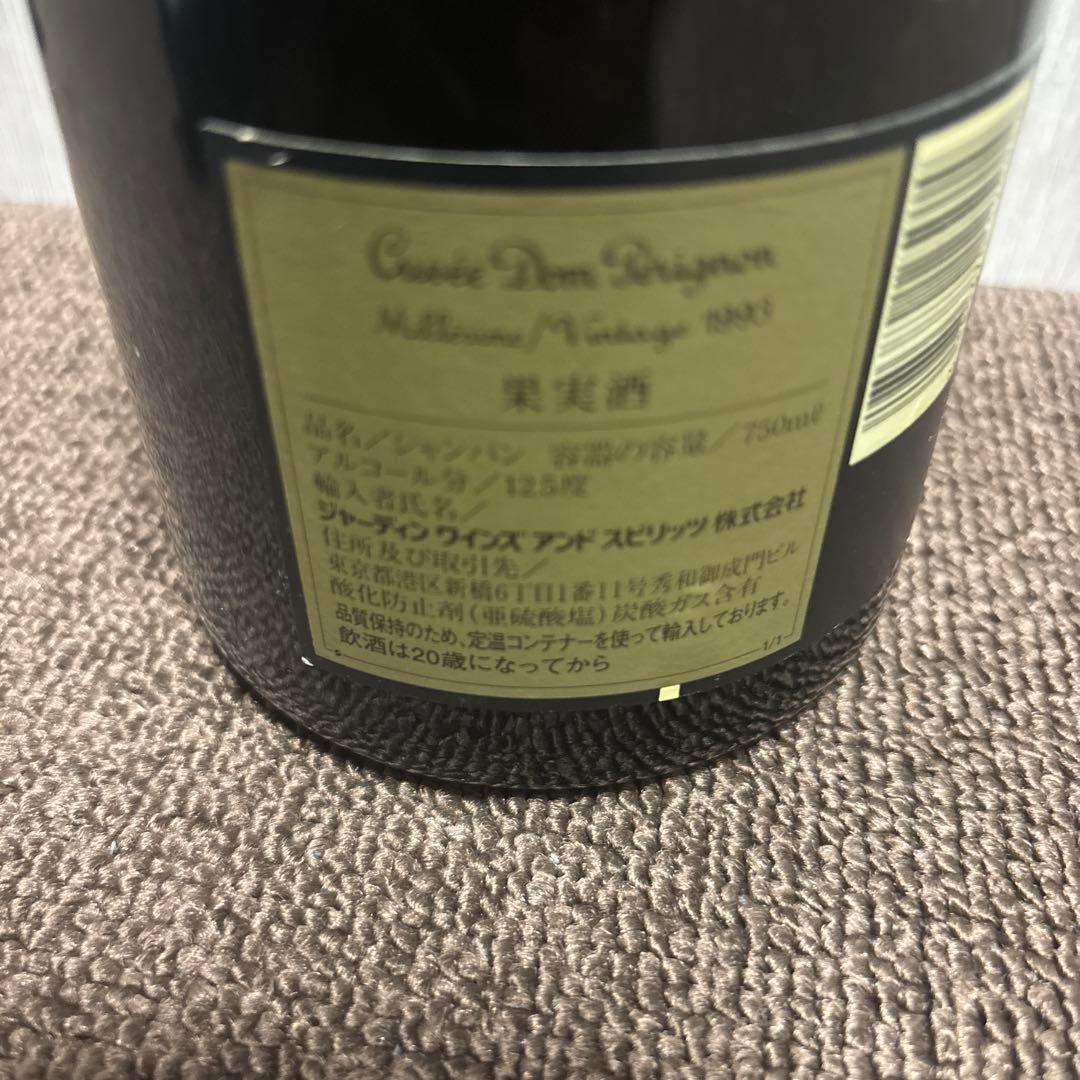 Cuvée Dom Pérignon
Millésime/Vintage 1993
果実酒
品名/シャンパン 容器の容量/750mℓ
アルコール分/12.5度
輸入者氏名/
ジャーディン ワインズ アンド スピリッツ 株式会社
住所及び取引先/
東京都港区新橋6丁目1番11号秀和御成門ビル
酸化防止剤(亜硫酸塩)炭酸ガス含有
品質保持のため、定温コンテナーを使って輸入しております。
飲酒は20歳になってから
1/1